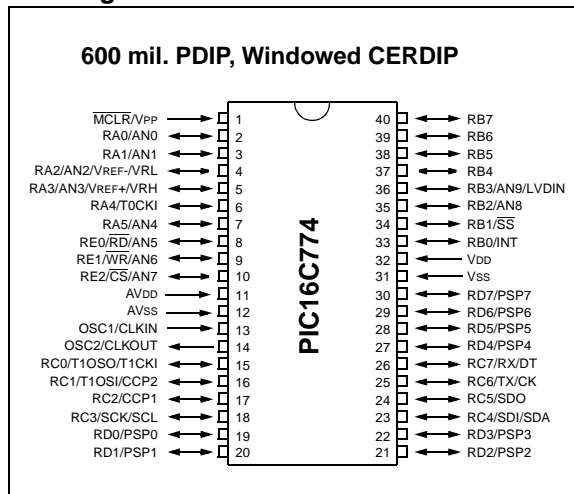 600 mil. PDIP, Windowed CERDIP
MCLR/VPP 1 40 RB7
RA0/AN0 2 39 RB6
RA1/AN1 3 38 RB5
RA2/AN2/VREF-/VRL 4 37 RB4
RA3/AN3/VREF+/VRH 5 36 RB3/AN9/LVDIN
RA4/T0CKI 6 35 RB2/AN8
RA5/AN4 7 34 RB1/SS
RE0/RD/AN5 8 33 RB0/INT
RE1/WR/AN6 9 32 VDD
RE2/CS/AN7 10 31 VSS
AVDD 11 30 RD7/PSP7
AVSS 12 29 RD6/PSP6
OSC1/CLKIN 13 28 RD5/PSP5
OSC2/CLKOUT 14 27 RD4/PSP4
RC0/T1OSO/T1CKI 15 26 RC7/RX/DT
RC1/T1OSI/CCP2 16 25 RC6/TX/CK
RC2/CCP1 17 24 RC5/SDO
RC3/SCK/SCL 18 23 RC4/SDI/SDA
RD0/PSP0 19 22 RD3/PSP3
RD1/PSP1 20 21 RD2/PSP2
PIC16C774